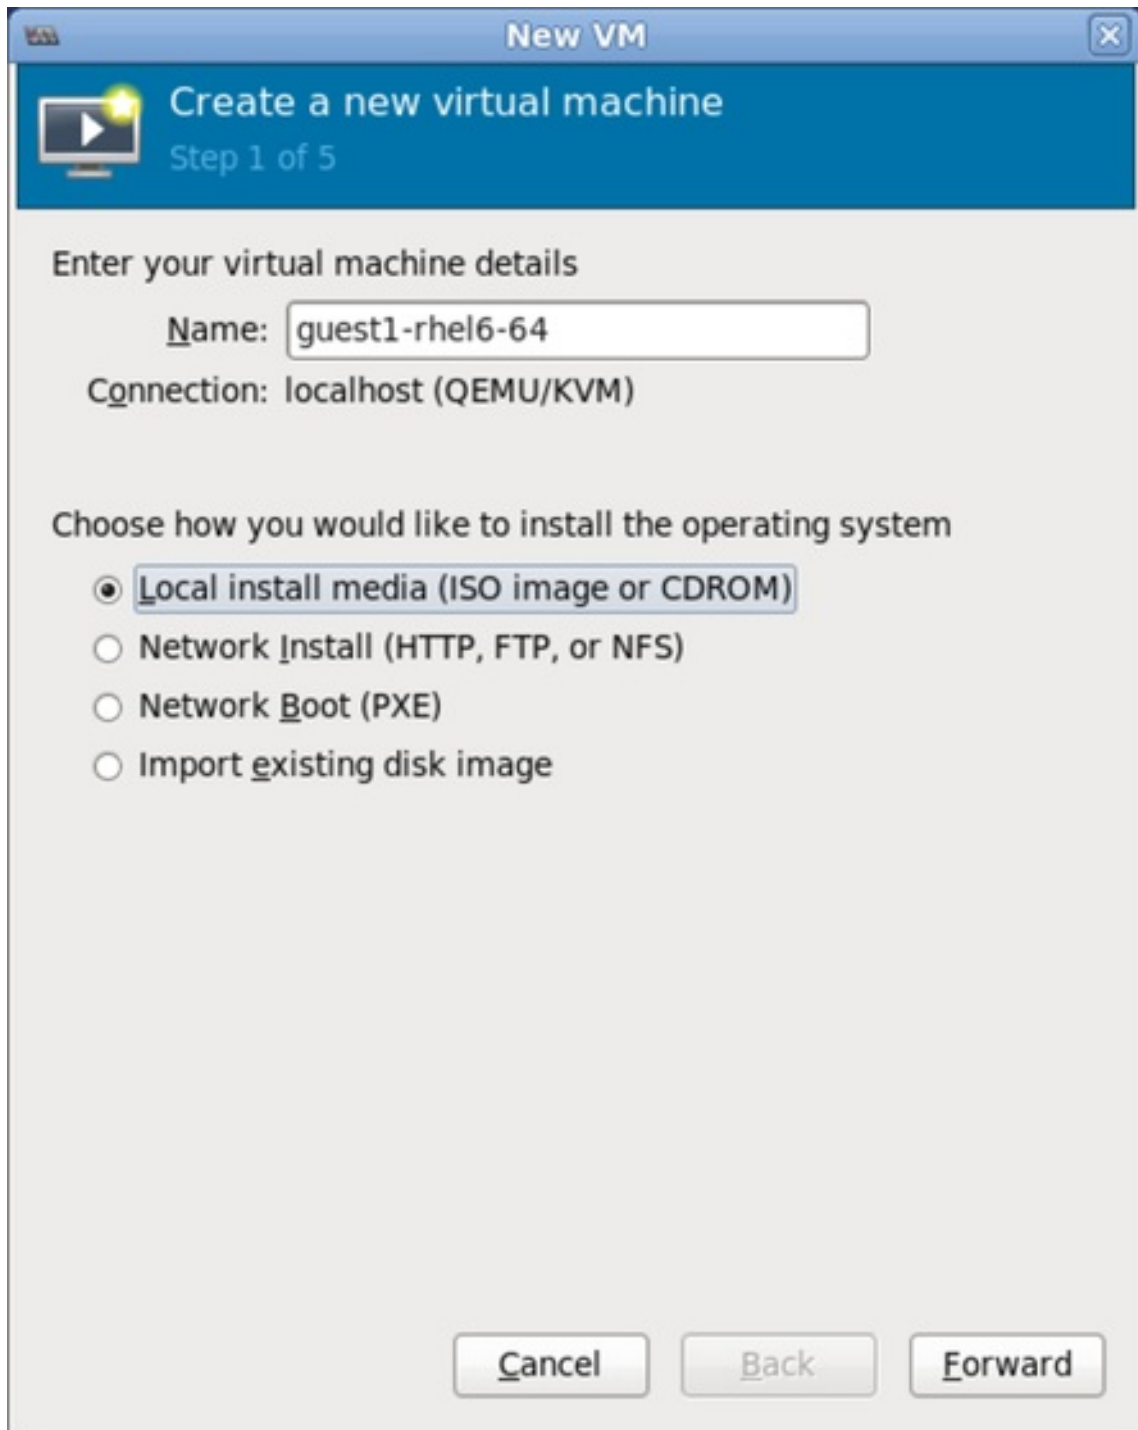 New VM
Create a new virtual machine
Step 1 of 5
Enter your virtual machine details
Name: guest1-rhel6-64
Connection: localhost (QEMU/KVM)
Choose how you would like to install the operating system
Local install media (ISO image or CDROM)
Network Install (HTTP, FTP, or NFS)
Network Boot (PXE)
Import existing disk image
Cancel Back Forward